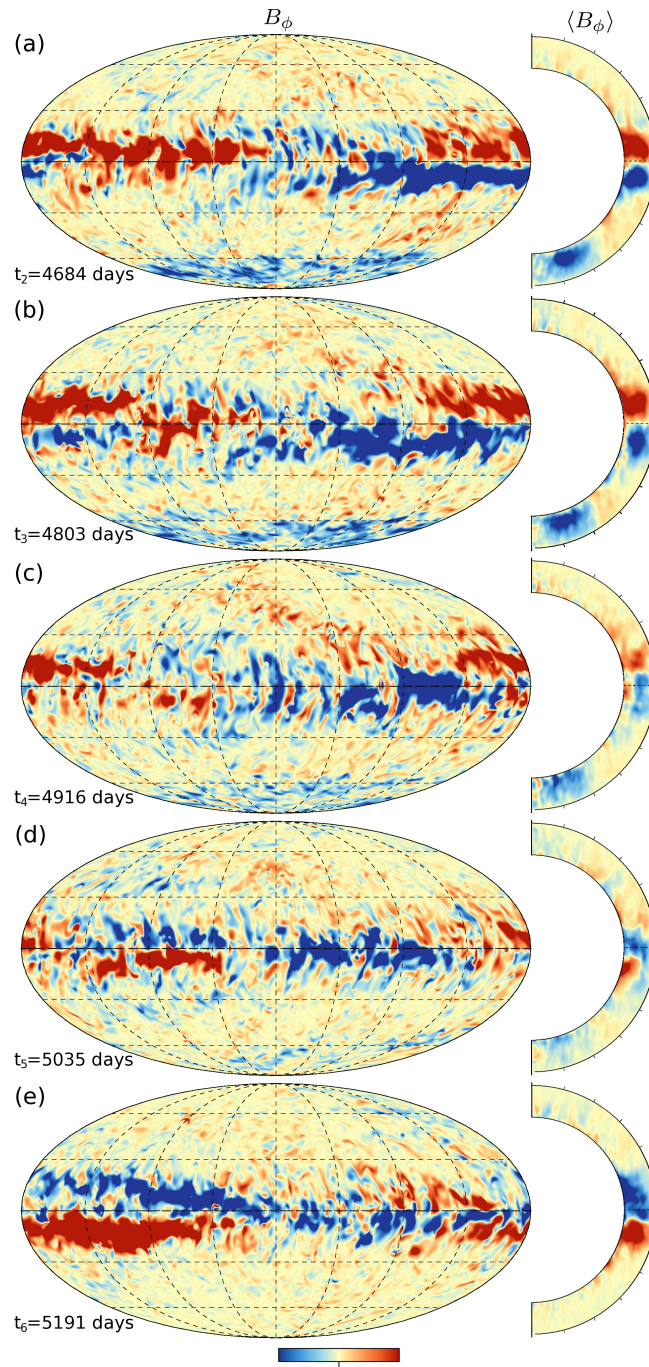 B_ϕ ⟨B_ϕ⟩
(a)
t₂=4684 days
(b)
t₃=4803 days
(c)
t₄=4916 days
(d)
t₅=5035 days
(e)
t₆=5191 days